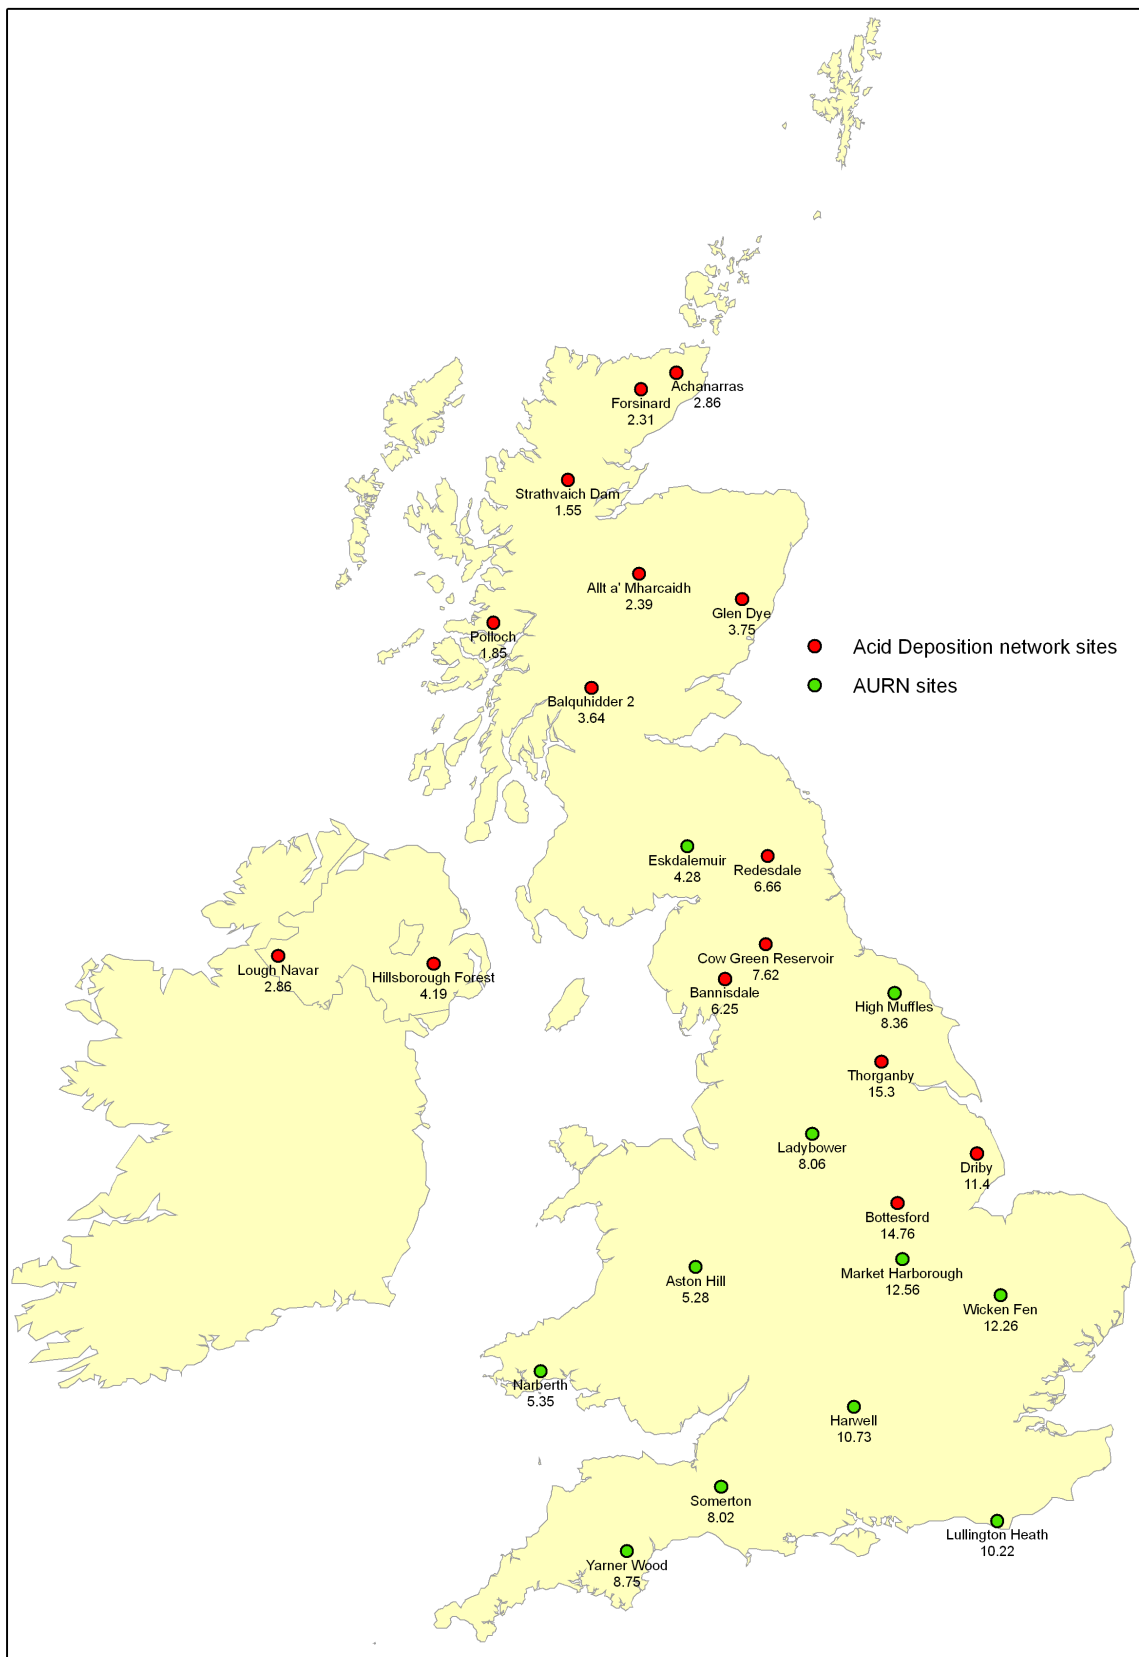 Achanarras
2.86
Forsinard
2.31
Strathvaich Dam
1.55
Allt a' Mharcaidh
2.39
Glen Dye
3.75
Polloch
1.85
Acid Deposition network sites
AURN sites
Balquhidder 2
3.64
Eskdalemuir
4.28
Redesdale
6.66
Lough Navar
2.86
Hillsborough Forest
4.19
Cow Green Reservoir
7.62
Bannisdale
6.25
High Muffles
8.36
Thorganby
15.3
Ladybower
8.06
Driby
11.4
Bottesford
14.76
Aston Hill
5.28
Market Harborough
12.56
Wicken Fen
12.26
Narberth
5.35
Harwell
10.73
Somerton
8.02
Lullington Heath
10.22
Yarner Wood
8.75